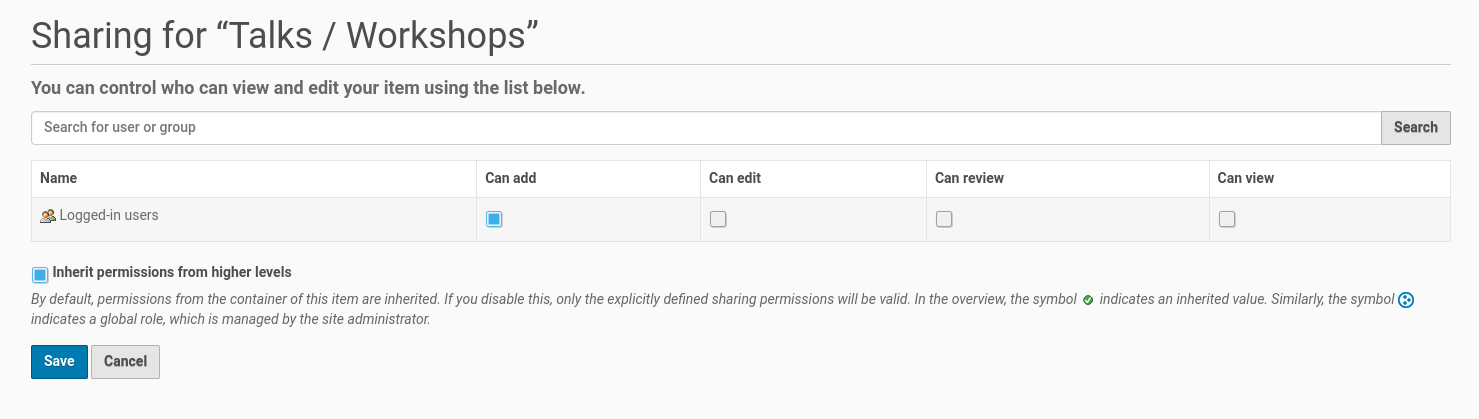 Sharing for “Talks / Workshops”
You can control who can view and edit your item using the list below.
Search for user or group Search
Name Can add Can edit Can review Can view
Logged-in users
Inherit permissions from higher levels
By default, permissions from the container of this item are inherited. If you disable this, only the explicitly defined sharing permissions will be valid. In the overview, the symbol indicates an inherited value. Similarly, the symbol
indicates a global role, which is managed by the site administrator.
Save Cancel